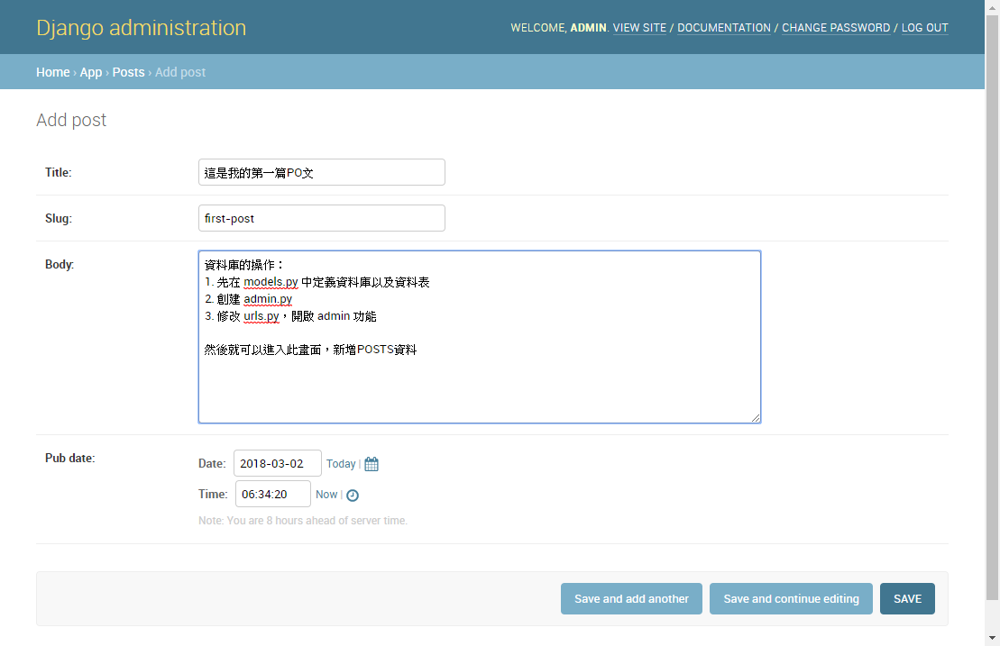 Django administration
WELCOME, ADMIN. VIEW SITE / DOCUMENTATION / CHANGE PASSWORD / LOG OUT
Home › App › Posts › Add post
Add post
Title: 這是我的第一篇PO文
Slug: first-post
Body: 資料庫的操作：
1. 先在 models.py 中定義資料庫以及資料表
2. 創建 admin.py
3. 修改 urls.py，開啟 admin 功能
然後就可以進入此畫面，新增POSTS資料
Pub date:
Date: 2018-03-02 Today |
Time: 06:34:20 Now |
Note: You are 8 hours ahead of server time.
Save and add another Save and continue editing SAVE